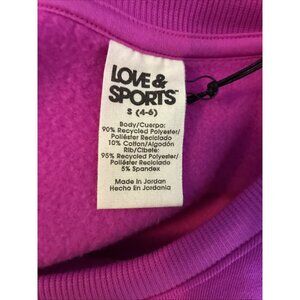 LOVE &
SPORTS™
S (4-6)
Body/Cuerpo:
90% Recycled Polyester/
Poliéster Reciclado
10% Cotton/Algodón
Rib/Ribete:
95% Recycled Polyester/
Poliéster Reciclado
5% Spandex
Made In Jordan
Hecho En Jordania